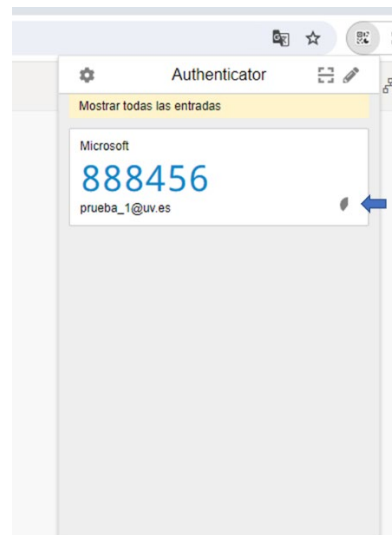 Authenticator
Mostrar todas las entradas
Microsoft
888456
prueba_1@uv.es